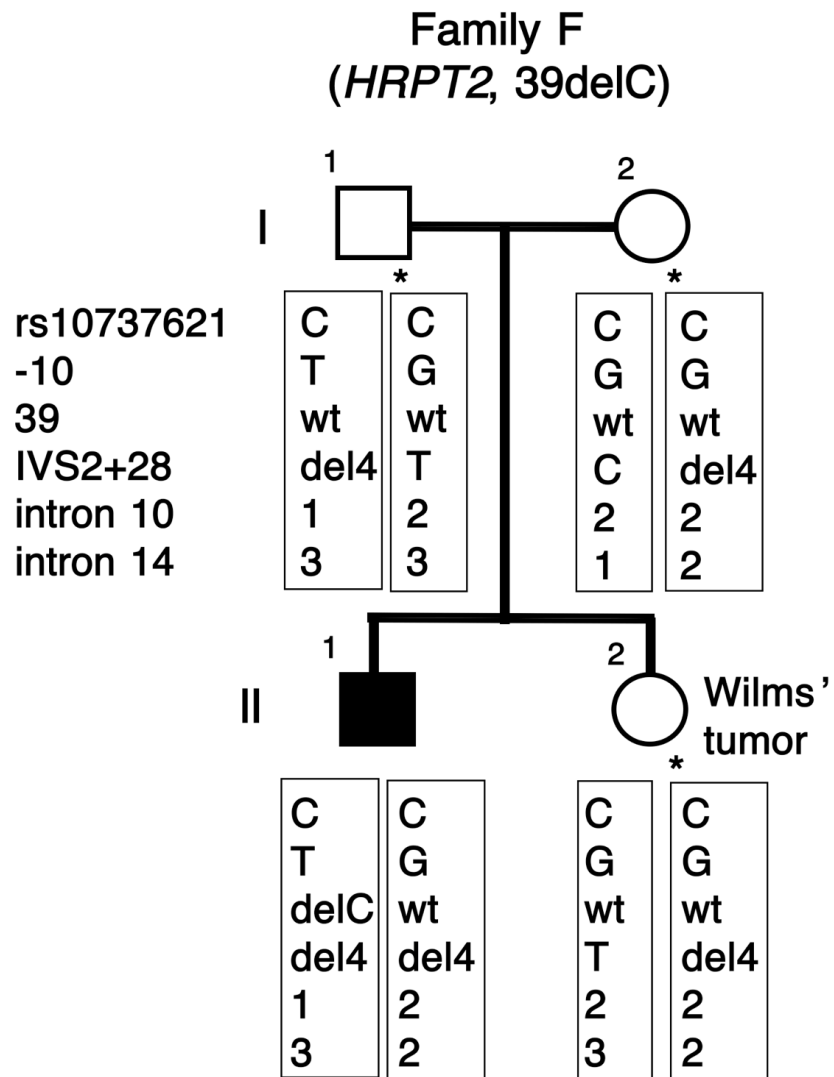 Family F
(HRPT2, 39delC)
1 2
I
* *
rs10737621 C C C C
-10 T G G G
39 wt wt wt wt
IVS2+28 del4 T C del4
intron 10 1 2 2 2
intron 14 3 3 1 2
1 2
II Wilms’
tumor
*
C C C C
T G G G
delC wt wt wt
del4 del4 T del4
1 2 2 2
3 2 3 2